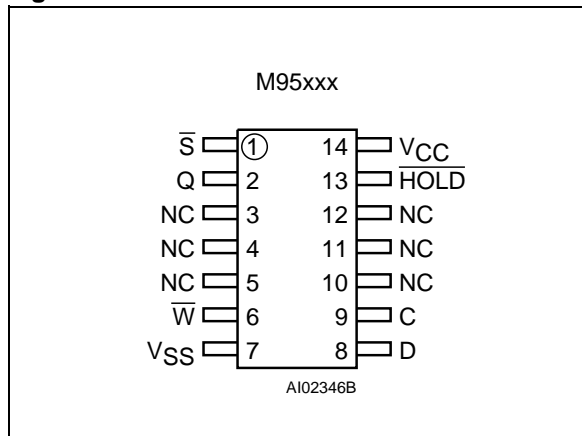 M95xxx
S̅ 1 14 VCC
Q 2 13 H̅O̅L̅D̅
NC 3 12 NC
NC 4 11 NC
NC 5 10 NC
W̅ 6 9 C
VSS 7 8 D
AI02346B